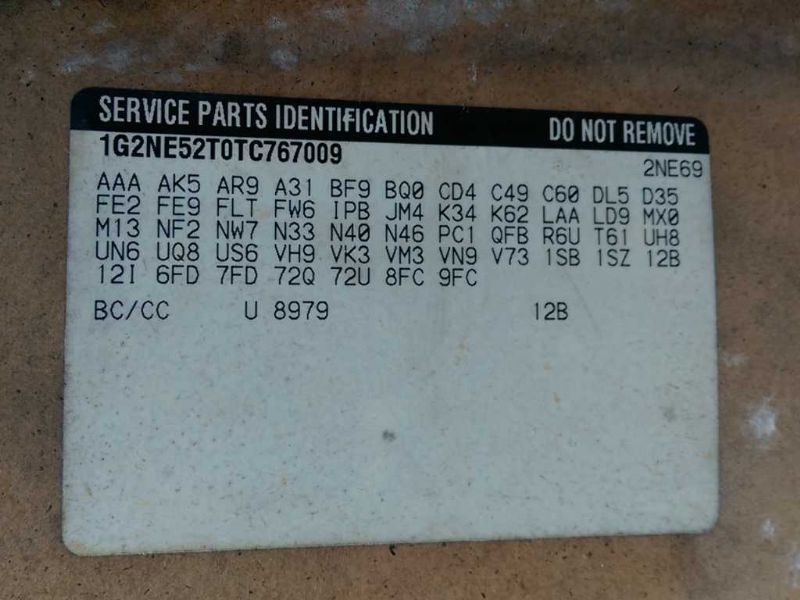 SERVICE PARTS IDENTIFICATION DO NOT REMOVE
1G2NE52T0TC767009
2NE69
AAA AK5 AR9 A31 BF9 BQ0 CD4 C49 C60 DL5 D35
FE2 FE9 FLT FW6 IPB JM4 K34 K62 LAA LD9 MX0
M13 NF2 NW7 N33 N40 N46 PC1 QFB R6U T61 UH8
UN6 UQ8 US6 VH9 VK3 VM3 VN9 V73 1SB 1SZ 12B
12I 6FD 7FD 72Q 72U 8FC 9FC
BC/CC U 8979 12B